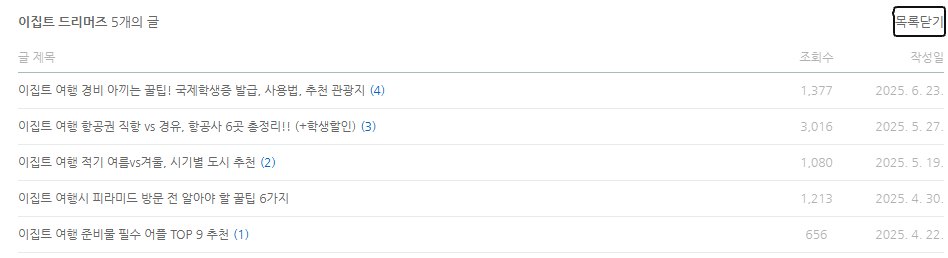 이집트 드리머즈 5개의 글 목록닫기
글 제목 조회수 작성일
이집트 여행 경비 아끼는 꿀팁! 국제학생증 발급, 사용법, 추천 관광지 (4) 1,377 2025. 6. 23.
이집트 여행 항공권 직항 vs 경유, 항공사 6곳 총정리!! (+학생할인) (3) 3,016 2025. 5. 27.
이집트 여행 적기 여름vs겨울, 시기별 도시 추천 (2) 1,080 2025. 5. 19.
이집트 여행시 피라미드 방문 전 알아야 할 꿀팁 6가지 1,213 2025. 4. 30.
이집트 여행 준비물 필수 어플 TOP 9 추천 (1) 656 2025. 4. 22.